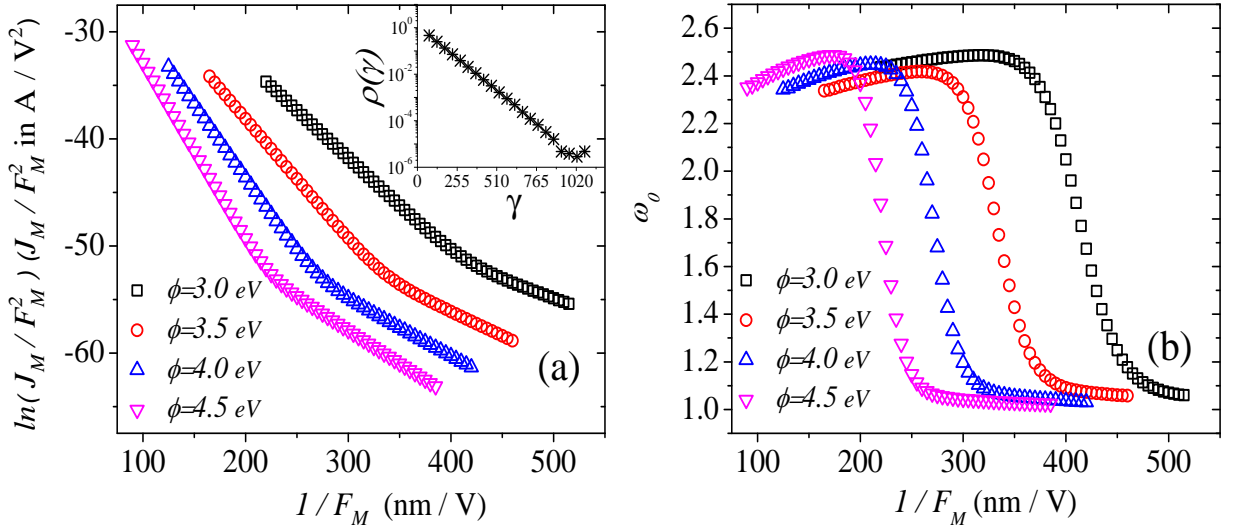 ln( J_M / F_M^2 ) (J_M / F_M^2 in A / V^2)
-30
-40
-50
-60
100
200
300
400
500
1 / F_M (nm / V)
ϕ=3.0 eV
ϕ=3.5 eV
ϕ=4.0 eV
ϕ=4.5 eV
(a)
ρ(γ)
10^0
10^-2
10^-4
10^-6
0
255
510
765
1020
γ
ω_0
2.6
2.4
2.2
2.0
1.8
1.6
1.4
1.2
1.0
100
200
300
400
500
1 / F_M (nm / V)
ϕ=3.0 eV
ϕ=3.5 eV
ϕ=4.0 eV
ϕ=4.5 eV
(b)